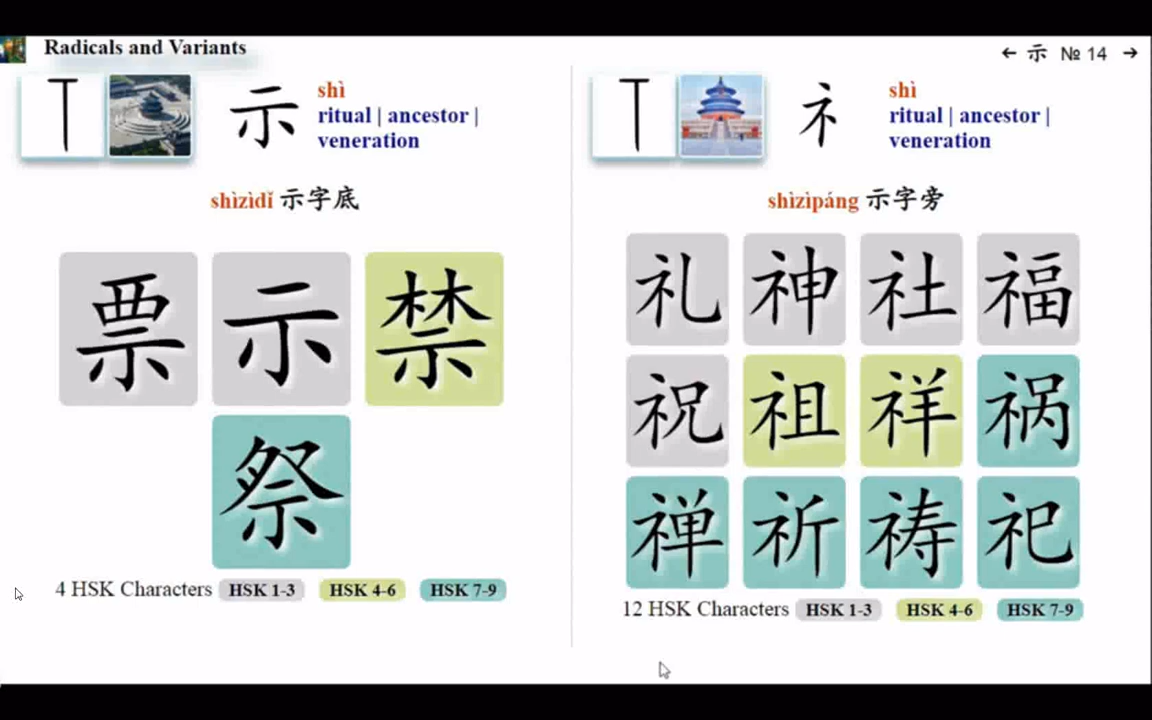 Radicals and Variants
← 示 № 14 →
示
shì
ritual | ancestor |
veneration
shìzìdǐ 示字底
票 示 禁
祭
4 HSK Characters HSK 1-3 HSK 4-6 HSK 7-9
礻
shì
ritual | ancestor |
veneration
shìzìpáng 示字旁
礼 神 社 福
祝 祖 祥 祸
禅 祈 祷 祀
12 HSK Characters HSK 1-3 HSK 4-6 HSK 7-9